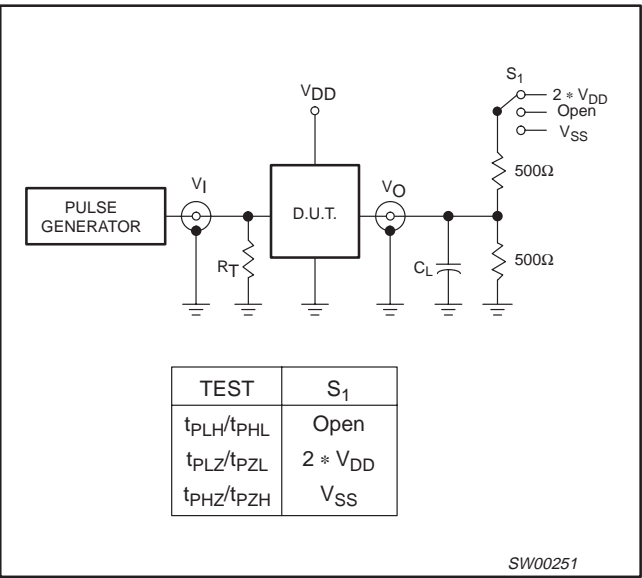 S1
2 * VDD
Open
VSS
VDD
500Ω
VI
VO
PULSE
GENERATOR
D.U.T.
RT
CL
500Ω
TEST S1
tPLH/tPHL Open
tPLZ/tPZL 2 * VDD
tPHZ/tPZH VSS
SW00251